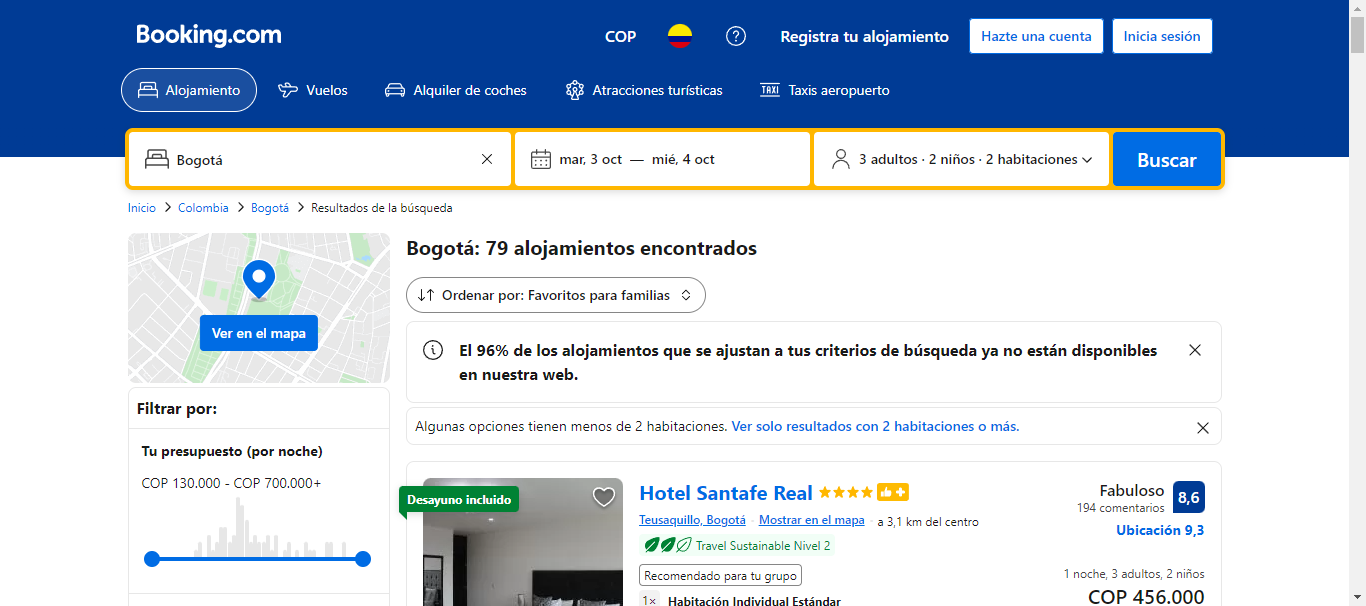 Booking.com
COP
Registra tu alojamiento
Hazte una cuenta
Inicia sesión
Alojamiento
Vuelos
Alquiler de coches
Atracciones turísticas
TAXI
Taxis aeropuerto
Bogotá
mar, 3 oct — mié, 4 oct
3 adultos · 2 niños · 2 habitaciones
Buscar
Inicio
Colombia
Bogotá
Resultados de la búsqueda
Ver en el mapa
Filtrar por:
Tu presupuesto (por noche)
COP 130.000 - COP 700.000+
Bogotá: 79 alojamientos encontrados
Ordenar por: Favoritos para familias
El 96% de los alojamientos que se ajustan a tus criterios de búsqueda ya no están disponibles
en nuestra web.
Algunas opciones tienen menos de 2 habitaciones. Ver solo resultados con 2 habitaciones o más.
Desayuno incluido
Hotel Santafe Real
Teusaquillo, Bogotá · Mostrar en el mapa · a 3,1 km del centro
Travel Sustainable Nivel 2
Recomendado para tu grupo
1× Habitación Individual Estándar
Fabuloso
194 comentarios
8,6
Ubicación 9,3
1 noche, 3 adultos, 2 niños
COP 456.000